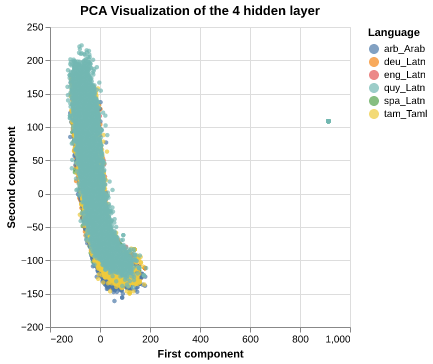 PCA Visualization of the 4 hidden layer
250
200
150
100
50
0
−50
−100
−150
−200
−200
0
200
400
600
800
1,000
Second component
First component
Language
arb_Arab
deu_Latn
eng_Latn
quy_Latn
spa_Latn
tam_Taml